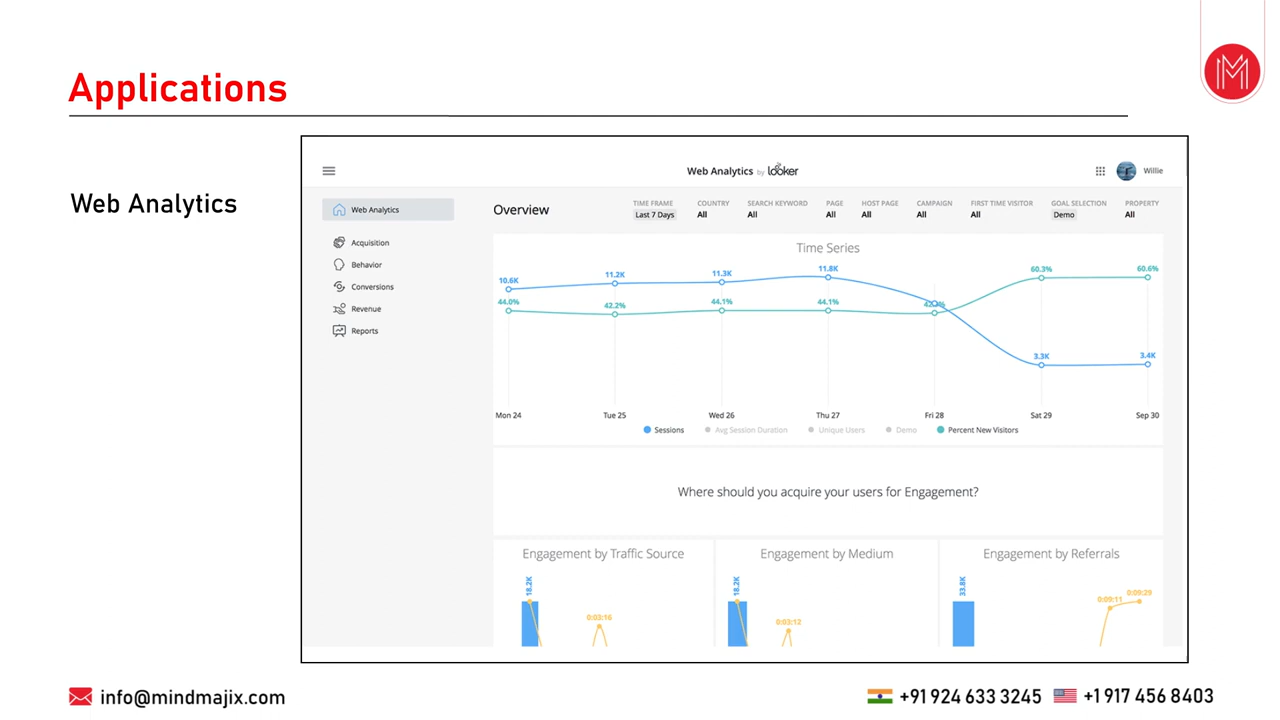 Applications
Web Analytics
Web Analytics by looker
Willie
Web Analytics
Acquisition
Behavior
Conversions
Revenue
Reports
Overview
TIME FRAME COUNTRY SEARCH KEYWORD PAGE HOST PAGE CAMPAIGN FIRST TIME VISITOR GOAL SELECTION PROPERTY
Last 7 Days All All All All All All Demo All
Time Series
10.6K 11.2K 11.3K 11.8K 60.3% 60.6%
44.0% 42.2% 44.1% 44.1%
3.3K 3.4K
Mon 24 Tue 25 Wed 26 Thu 27 Fri 28 Sat 29 Sep 30
Sessions Avg Session Duration Unique Users Demo Percent New Visitors
Where should you acquire your users for Engagement?
Engagement by Traffic Source Engagement by Medium Engagement by Referrals
18.2K 0:03:16
18.2K 0:03:12
33.8K 0:09:11 0:09:29
info@mindmajix.com
+91 924 633 3245 +1 917 456 8403